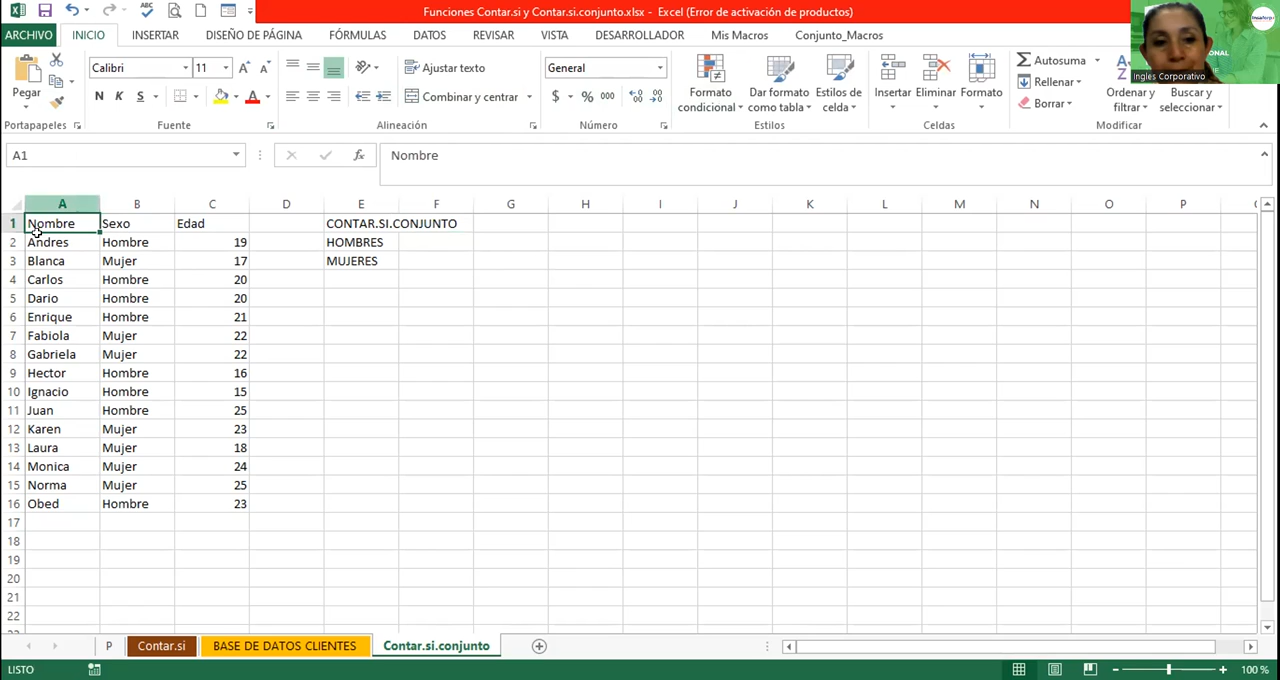 Funciones Contar.si y Contar.si.conjunto.xlsx - Excel (Error de activación de productos)
ARCHIVO INICIO INSERTAR DISEÑO DE PÁGINA FÓRMULAS DATOS REVISAR VISTA DESARROLLADOR Mis Macros Conjunto_Macros
Pegar
Calibri 11
N K S
Ajustar texto
Combinar y centrar
General
$ % 000
Formato condicional
Dar formato como tabla
Estilos de celda
Insertar Eliminar Formato
Autosuma
Rellenar
Borrar
Ordenar y filtrar
Buscar y seleccionar
Portapapeles Fuente Alineación Número Estilos Celdas Modificar
Ingles Corporativo
A1 fx Nombre
A B C D E F G H I J K L M N O P
1 Nombre Sexo Edad CONTAR.SI.CONJUNTO
2 Andres Hombre 19 HOMBRES
3 Blanca Mujer 17 MUJERES
4 Carlos Hombre 20
5 Dario Hombre 20
6 Enrique Hombre 21
7 Fabiola Mujer 22
8 Gabriela Mujer 22
9 Hector Hombre 16
10 Ignacio Hombre 15
11 Juan Hombre 25
12 Karen Mujer 23
13 Laura Mujer 18
14 Monica Mujer 24
15 Norma Mujer 25
16 Obed Hombre 23
17
18
19
20
21
22
P Contar.si BASE DE DATOS CLIENTES Contar.si.conjunto
LISTO 100 %